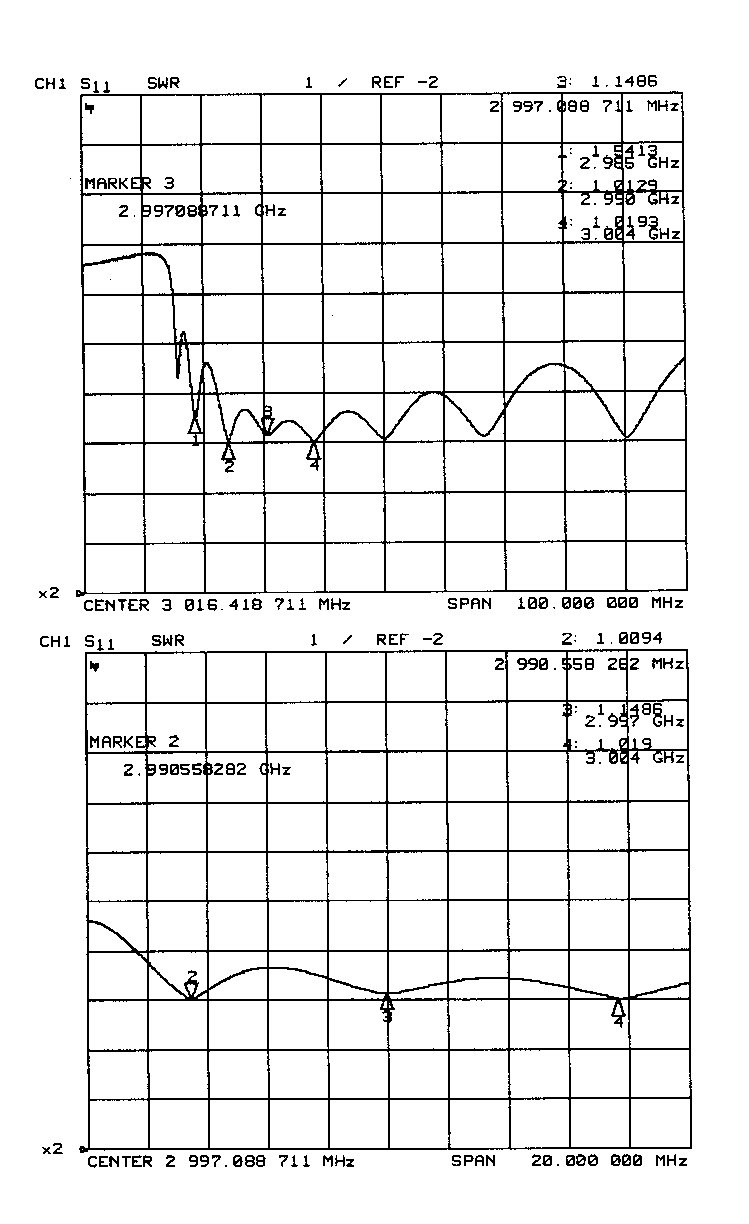 CH1 S11 SWR 1 / REF -2 3: 1.1486
2 997.088 711 MHz
1: 1.5413
2.985 GHz
MARKER 3
2: 1.0129
2.990 GHz
2.997088711 GHz
4: 1.0193
3.004 GHz
3
1
2
4
x2
CENTER 3 016.418 711 MHz SPAN 100.000 000 MHz
CH1 S11 SWR 1 / REF -2 2: 1.0094
2 990.558 282 MHz
3: 1.1486
2.997 GHz
MARKER 2
4: 1.019
3.004 GHz
2.990558282 GHz
2
3
4
x2
CENTER 2 997.088 711 MHz SPAN 20.000 000 MHz